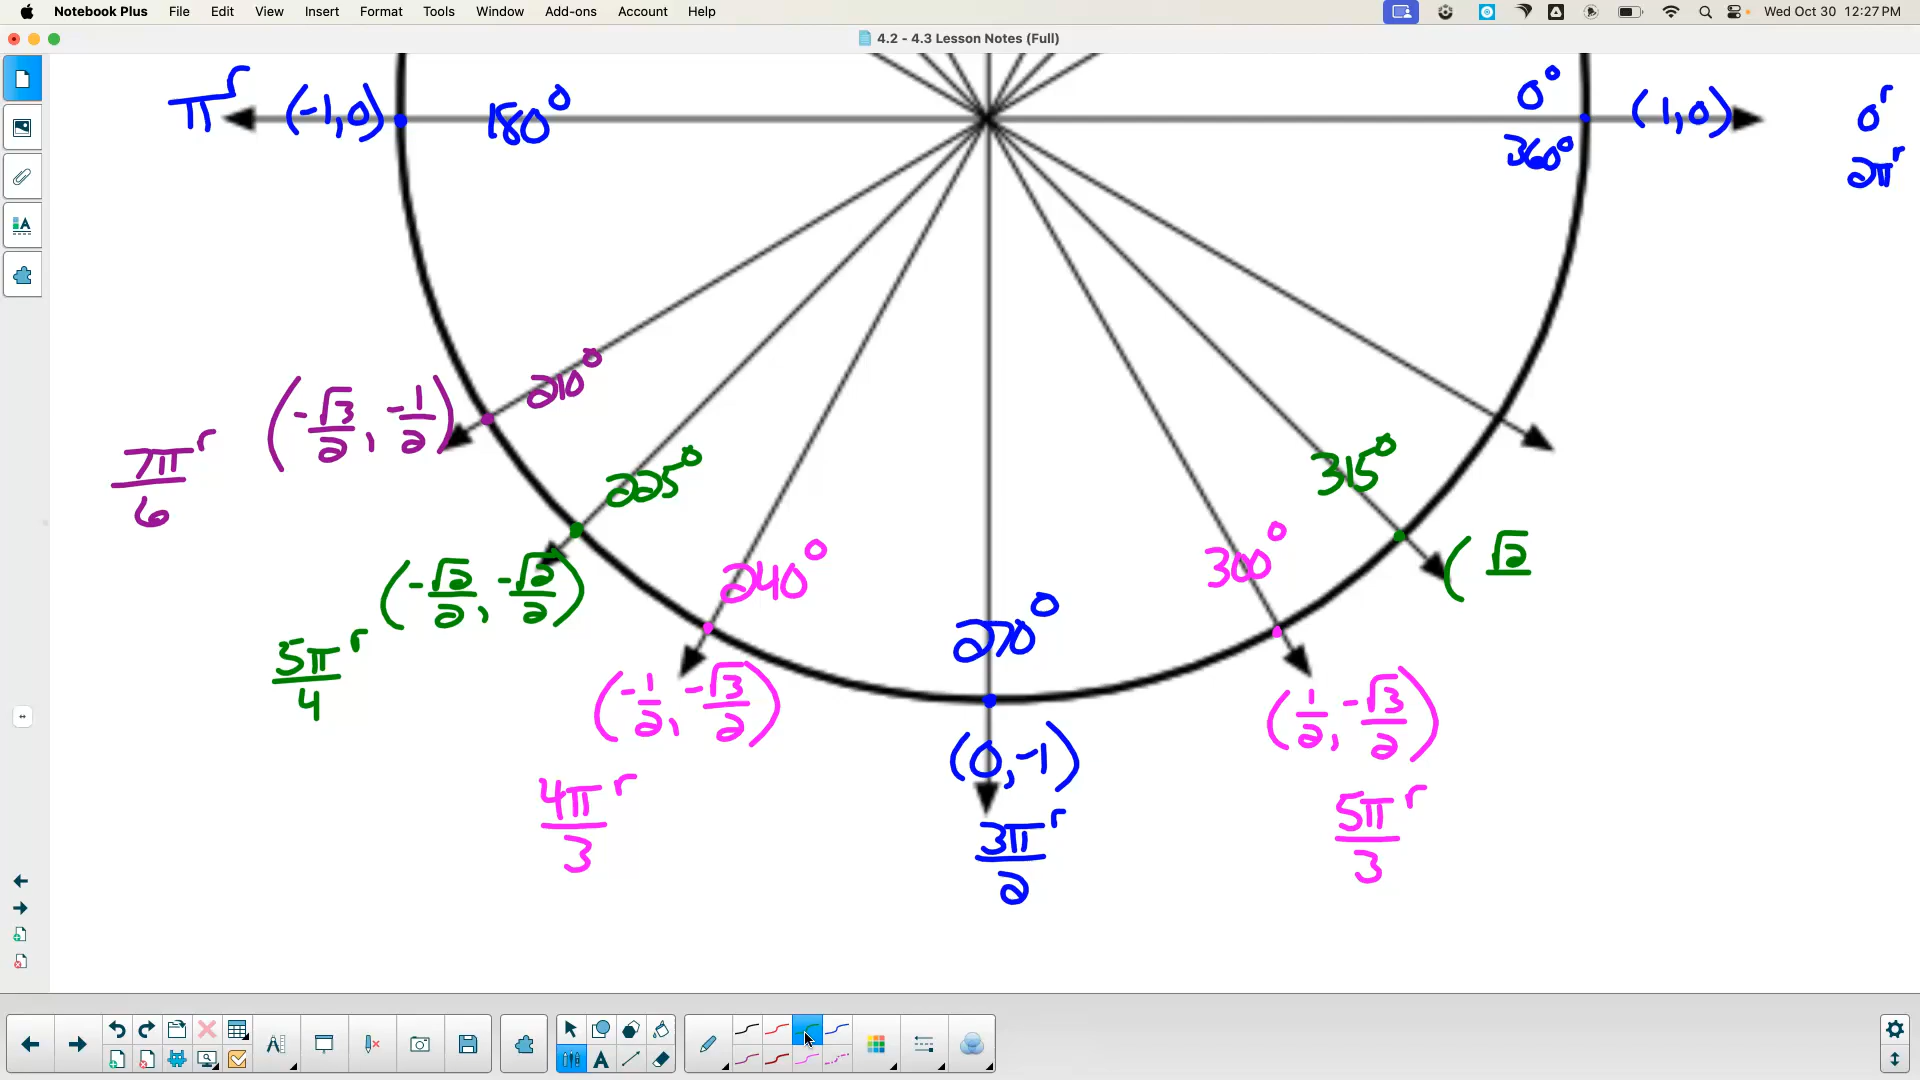 Notebook Plus File Edit View Insert Format Tools Window Add-ons Account Help Wed Oct 30 12:27 PM
4.2 - 4.3 Lesson Notes (Full)
π^r (-1,0) 180° 0° (1,0) 0^r
360° 2π^r
210°
(-√3/2, -1/2)
7π^r/6
225° 315°
(-√2/2, -√2/2) 240° 300° (√2
5π^r/4
270°
(-1/2, -√3/2) (0,-1) (1/2, -√3/2)
4π^r/3 3π^r/2 5π^r/3
A
A